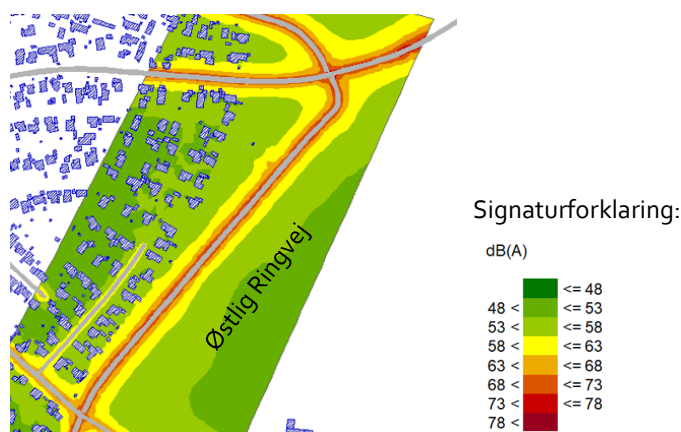 Østlig Ringvej
Signaturforklaring:
dB(A)
<= 48
48 < <= 53
53 < <= 58
58 < <= 63
63 < <= 68
68 < <= 73
73 < <= 78
78 <